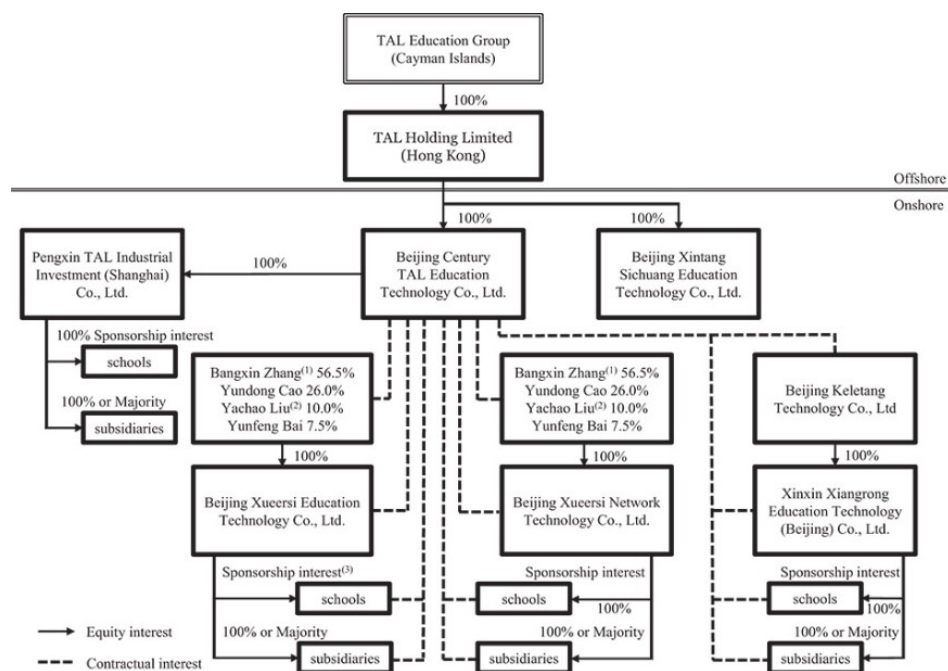 TAL Education Group
(Cayman Islands)
100%
TAL Holding Limited
(Hong Kong)
Offshore
Onshore
100%
100%
Pengxin TAL Industrial
Investment (Shanghai)
Co., Ltd.
100%
Beijing Century
TAL Education
Technology Co., Ltd.
Beijing Xintang
Sichuang Education
Technology Co., Ltd.
100% Sponsorship interest
schools
100% or Majority
subsidiaries
Bangxin Zhang(1) 56.5%
Yundong Cao 26.0%
Yachao Liu(2) 10.0%
Yunfeng Bai 7.5%
Bangxin Zhang(1) 56.5%
Yundong Cao 26.0%
Yachao Liu(2) 10.0%
Yunfeng Bai 7.5%
Beijing Keletang
Technology Co., Ltd
100%
100%
100%
Beijing Xueersi Education
Technology Co., Ltd.
Beijing Xueersi Network
Technology Co., Ltd.
Xinxin Xiangrong
Education Technology
(Beijing) Co., Ltd.
Sponsorship interest(3)
schools
100% or Majority
subsidiaries
Sponsorship interest
schools
100%
100% or Majority
subsidiaries
Sponsorship interest
schools
100%
100% or Majority
subsidiaries
Equity interest
Contractual interest